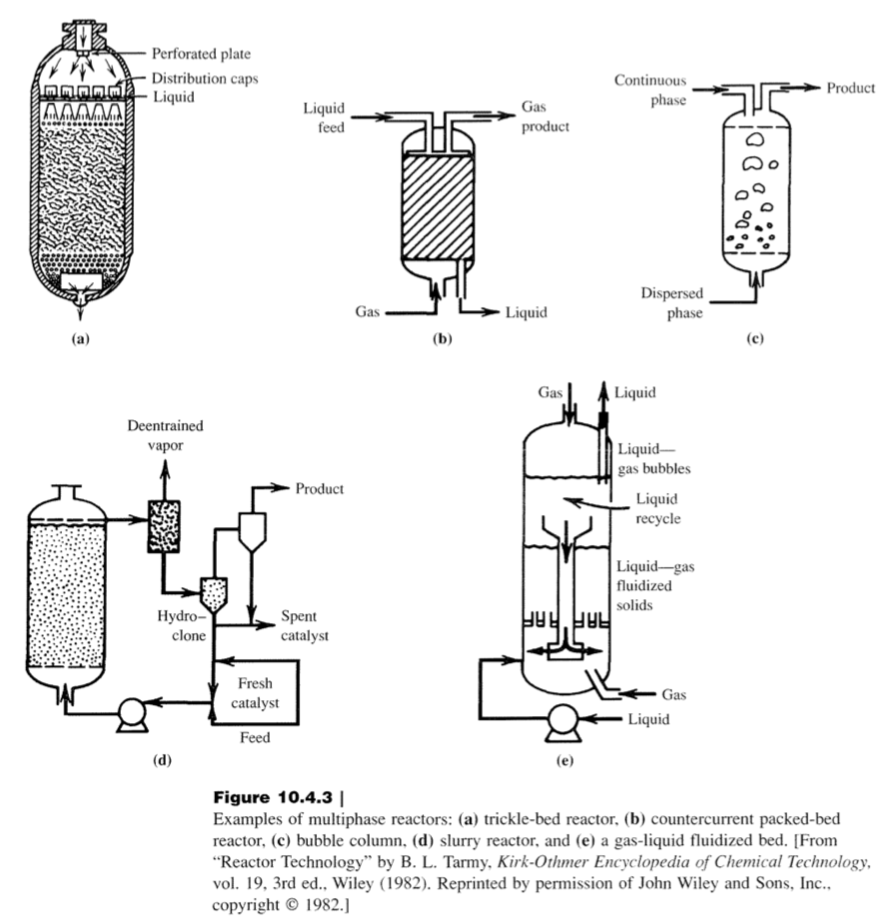 Perforated plate
Distribution caps
Liquid
(a)
Liquid
feed
Gas
product
Gas
Liquid
(b)
Continuous
phase
Product
Dispersed
phase
(c)
Deentrained
vapor
Product
Hydro–
clone
Spent
catalyst
Fresh
catalyst
Feed
(d)
Gas
Liquid
Liquid—
gas bubbles
Liquid
recycle
Liquid—gas
fluidized
solids
Gas
Liquid
(e)
Figure 10.4.3 |
Examples of multiphase reactors: (a) trickle-bed reactor, (b) countercurrent packed-bed
reactor, (c) bubble column, (d) slurry reactor, and (e) a gas-liquid fluidized bed. [From
“Reactor Technology” by B. L. Tarmy, Kirk-Othmer Encyclopedia of Chemical Technology,
vol. 19, 3rd ed., Wiley (1982). Reprinted by permission of John Wiley and Sons, Inc.,
copyright © 1982.]